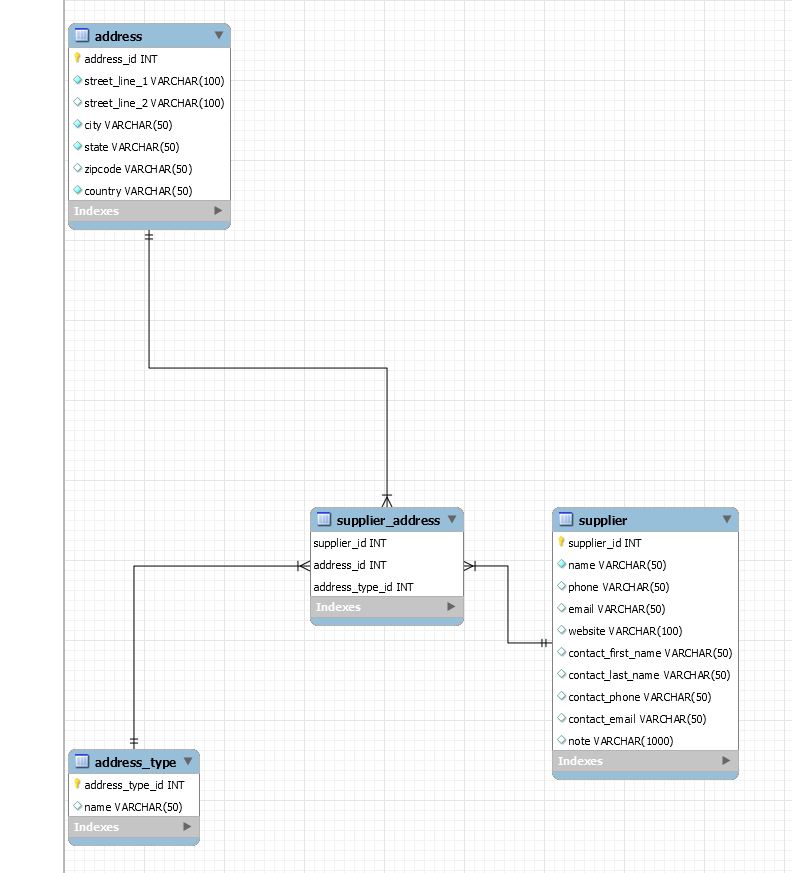 address
address_id INT
street_line_1 VARCHAR(100)
street_line_2 VARCHAR(100)
city VARCHAR(50)
state VARCHAR(50)
zipcode VARCHAR(50)
country VARCHAR(50)
Indexes
supplier_address
supplier_id INT
address_id INT
address_type_id INT
Indexes
supplier
supplier_id INT
name VARCHAR(50)
phone VARCHAR(50)
email VARCHAR(50)
website VARCHAR(100)
contact_first_name VARCHAR(50)
contact_last_name VARCHAR(50)
contact_phone VARCHAR(50)
contact_email VARCHAR(50)
note VARCHAR(1000)
Indexes
address_type
address_type_id INT
name VARCHAR(50)
Indexes